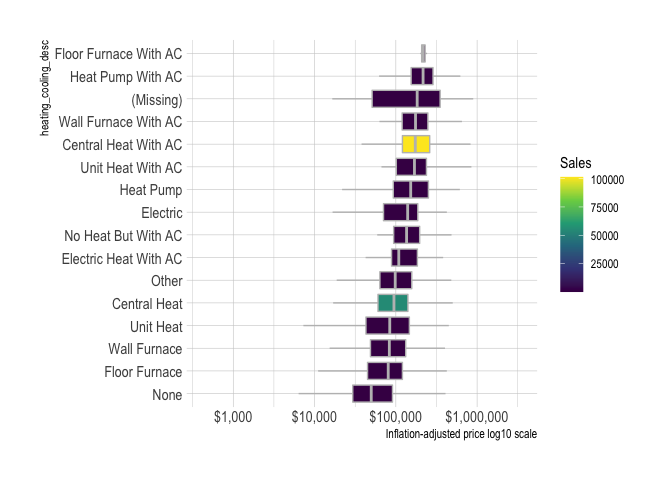 heating_cooling_desc
Floor Furnace With AC
Heat Pump With AC
(Missing)
Wall Furnace With AC
Central Heat With AC
Unit Heat With AC
Heat Pump
Electric
No Heat But With AC
Electric Heat With AC
Other
Central Heat
Unit Heat
Wall Furnace
Floor Furnace
None
$1,000 $10,000 $100,000 $1,000,000
Inflation-adjusted price log10 scale
Sales
100000
75000
50000
25000